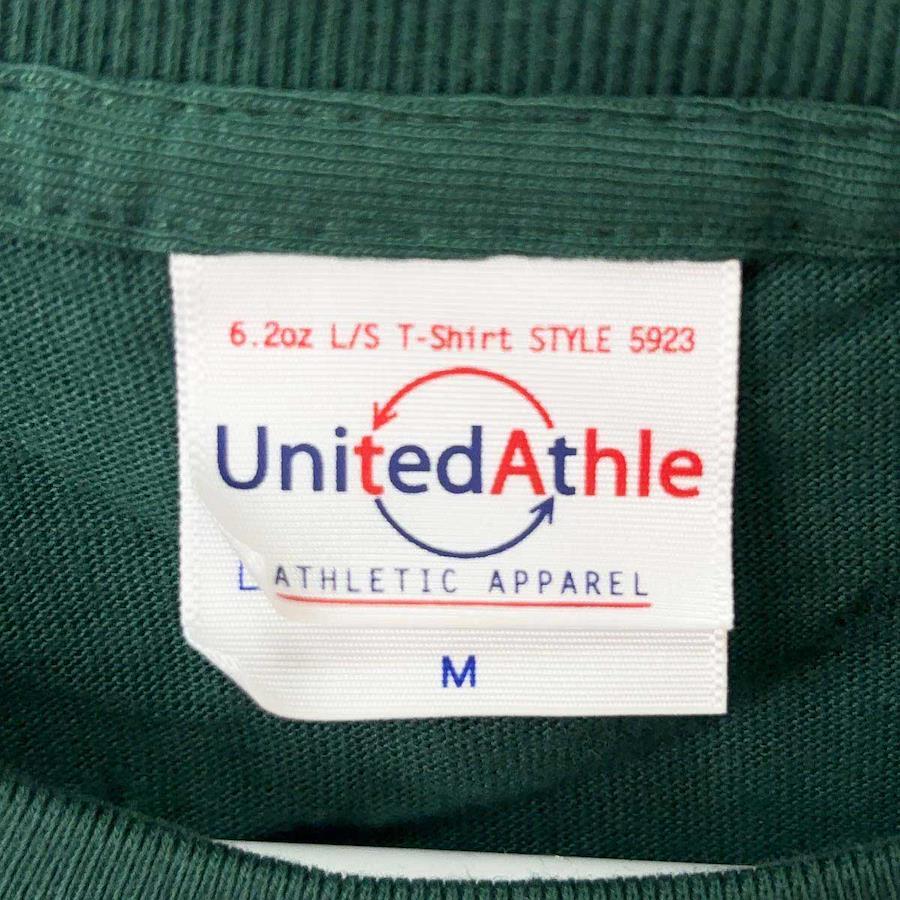 6.2oz L/S T-Shirt STYLE 5923
UnitedAthle
ATHLETIC APPAREL
M